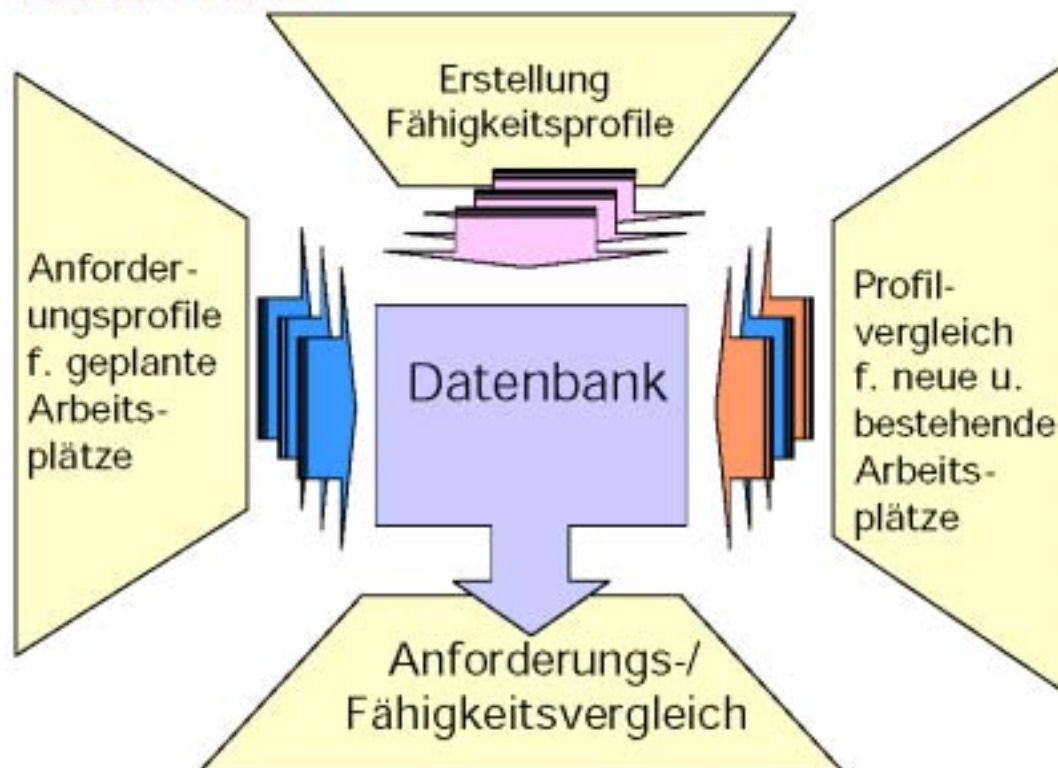 Erstellung
Fähigkeitsprofile
Anforder-
ungsprofile
f. geplante
Arbeits-
plätze
Datenbank
Profil-
vergleich
f. neue u.
bestehende
Arbeits-
plätze
Anforderungs-/
Fähigkeitsvergleich